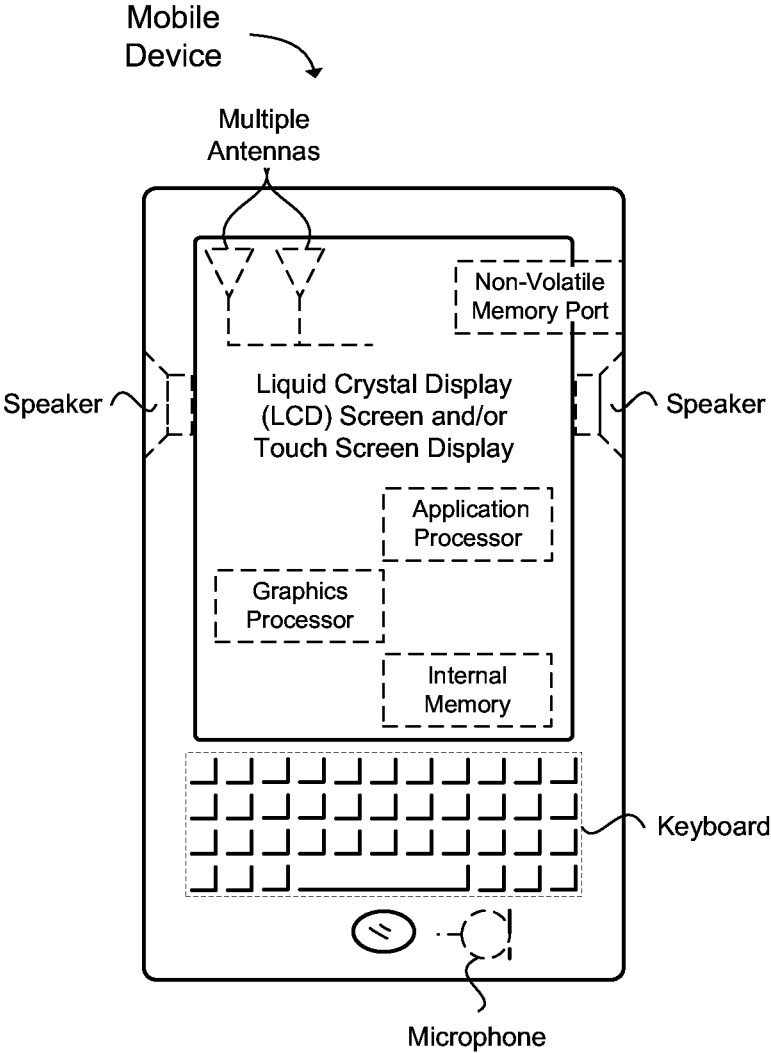 Mobile
Device
Multiple
Antennas
Non-Volatile
Memory Port
Speaker
Liquid Crystal Display
(LCD) Screen and/or
Touch Screen Display
Speaker
Application
Processor
Graphics
Processor
Internal
Memory
Keyboard
Microphone